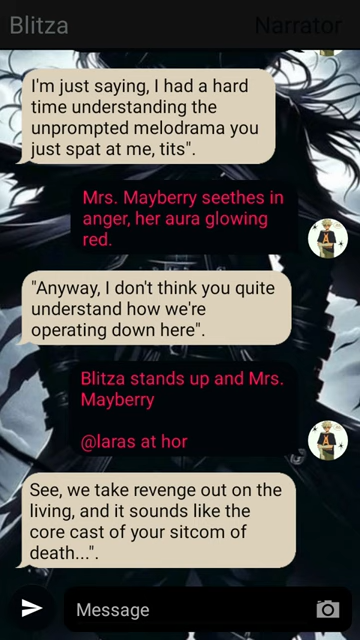 Blitza Narrator
I'm just saying, I had a hard
time understanding the
unprompted melodrama you
just spat at me, tits".
Mrs. Mayberry seethes in
anger, her aura glowing
red.
"Anyway, I don't think you quite
understand how we're
operating down here".
Blitza stands up and Mrs.
Mayberry
@laras at hor
See, we take revenge out on the
living, and it sounds like the
core cast of your sitcom of
death...".
Message